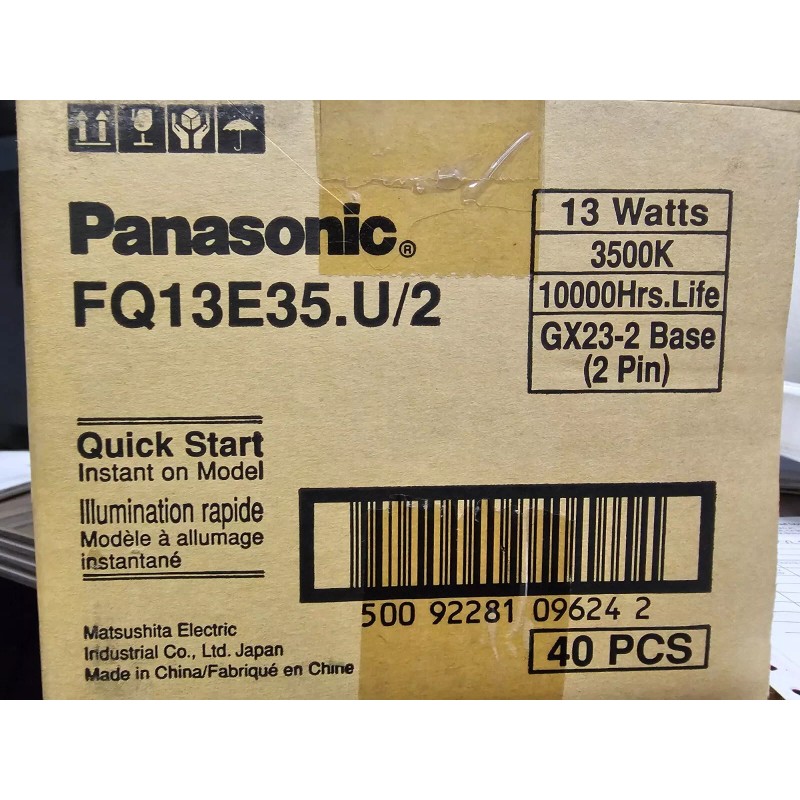 Panasonic®
FQ13E35.U/2
13 Watts
3500K
10000Hrs.Life
GX23-2 Base
(2 Pin)
Quick Start
Instant on Model
Illumination rapide
Modèle à allumage
instantané
500 92281 09624 2
40 PCS
Matsushita Electric
Industrial Co., Ltd. Japan
Made in China/Fabriqué en Chine